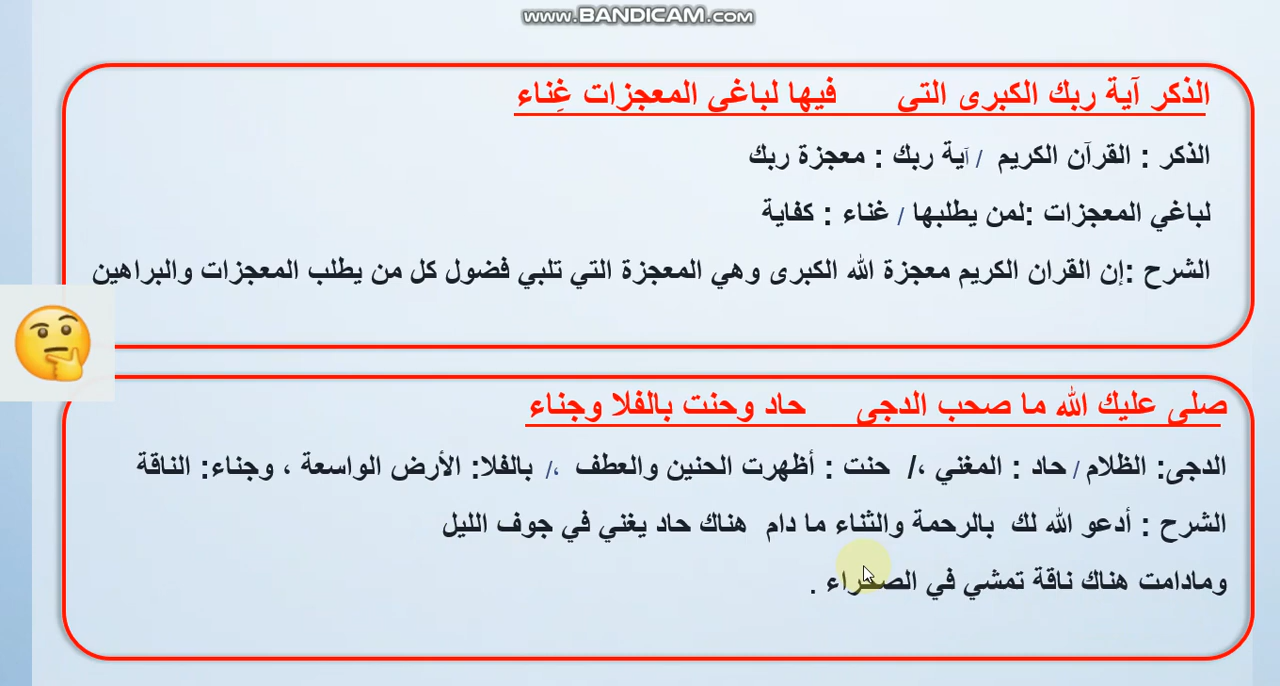 www.BANDICAM.com
الذكر آية ربك الكبرى التي فيها لباغي المعجزات غِناء
الذكر : القرآن الكريم / آية ربك : معجزة ربك
لباغي المعجزات :لمن يطلبها / غناء : كفاية
الشرح :إن القران الكريم معجزة الله الكبرى وهي المعجزة التي تلبي فضول كل من يطلب المعجزات والبراهين
صلى عليك الله ما صحب الدجى حاد وحنت بالفلا وجناء
الدجى: الظلام / حاد : المغني ،/ حنت : أظهرت الحنين والعطف ،/ بالفلا: الأرض الواسعة ، وجناء: الناقة
الشرح : أدعو الله لك بالرحمة والثناء ما دام هناك حاد يغني في جوف الليل
ومادامت هناك ناقة تمشي في الصحراء .